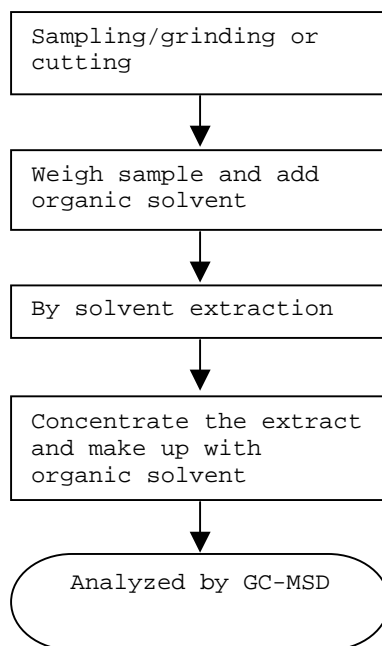 Sampling/grinding or
cutting
Weigh sample and add
organic solvent
By solvent extraction
Concentrate the extract
and make up with
organic solvent
Analyzed by GC-MSD